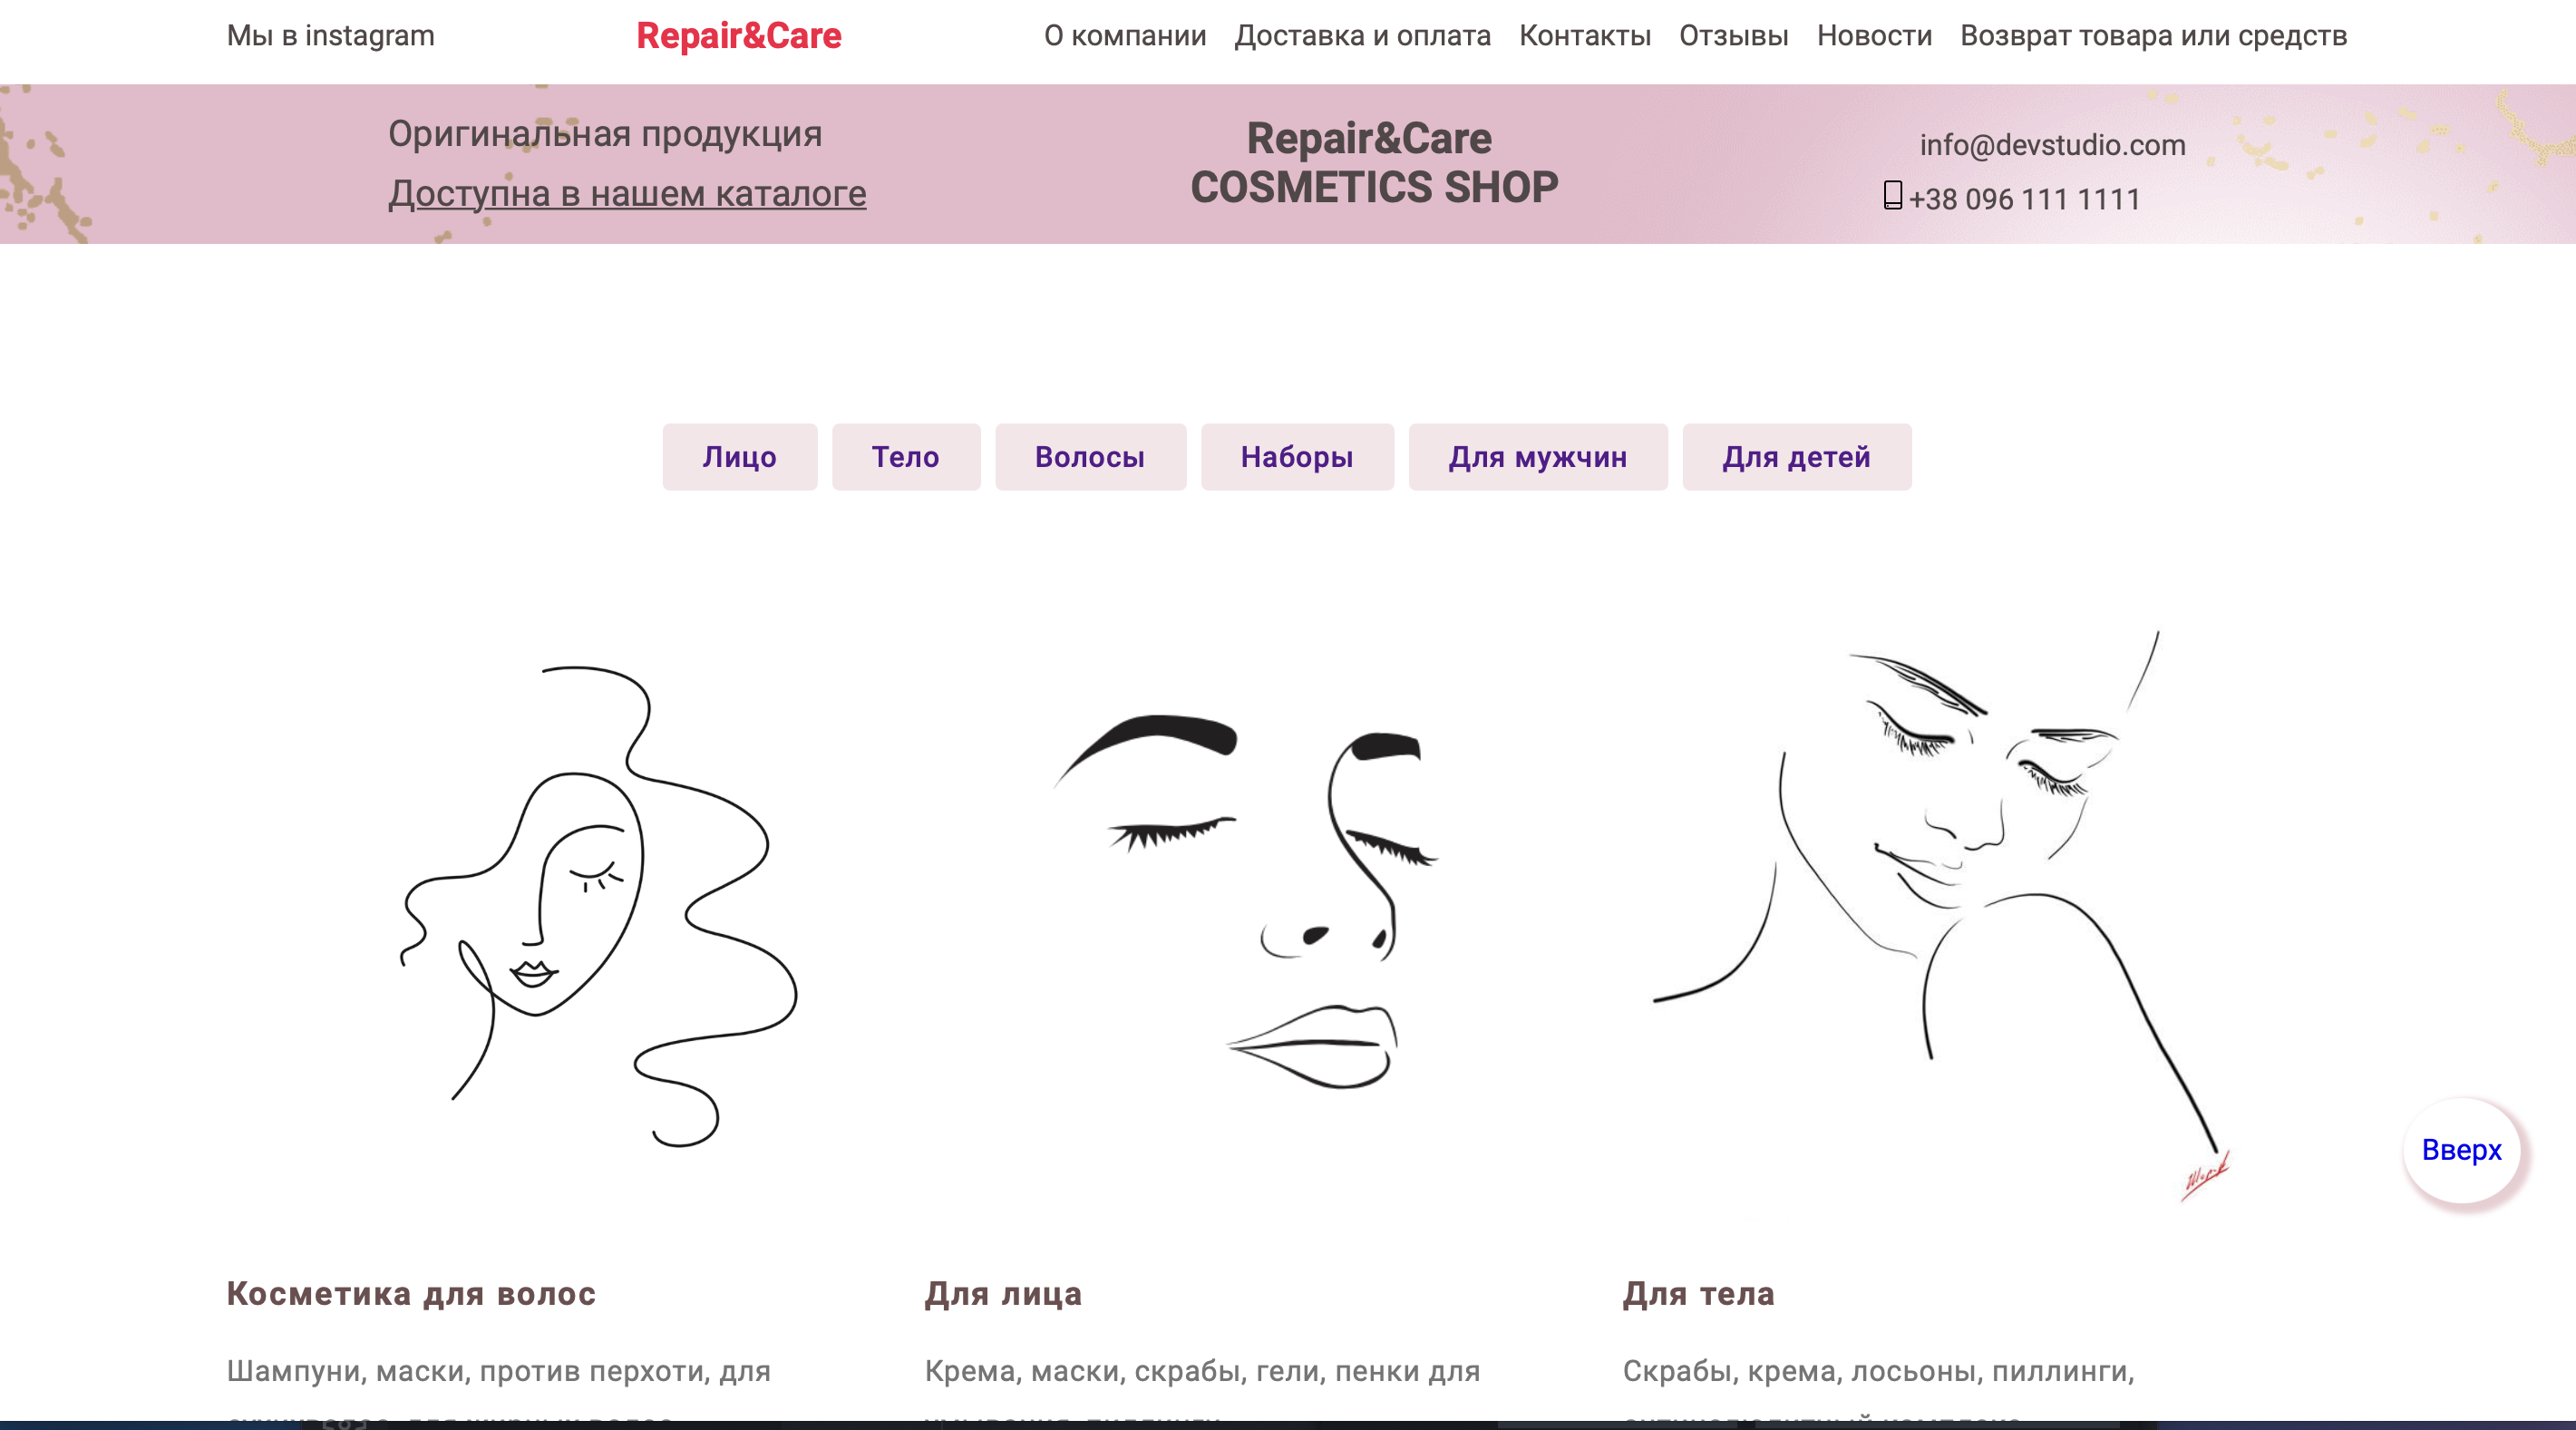 Мы в instagram
Repair&Care
О компании Доставка и оплата Контакты Отзывы Новости Возврат товара или средств
Оригинальная продукция
Доступна в нашем каталоге
Repair&Care
COSMETICS SHOP
info@devstudio.com
+38 096 111 1111
Лицо Тело Волосы Наборы Для мужчин Для детей
Вверх
Косметика для волос
Шампуни, маски, против перхоти, для
Для лица
Крема, маски, скрабы, гели, пенки для
Для тела
Скрабы, крема, лосьоны, пиллинги,